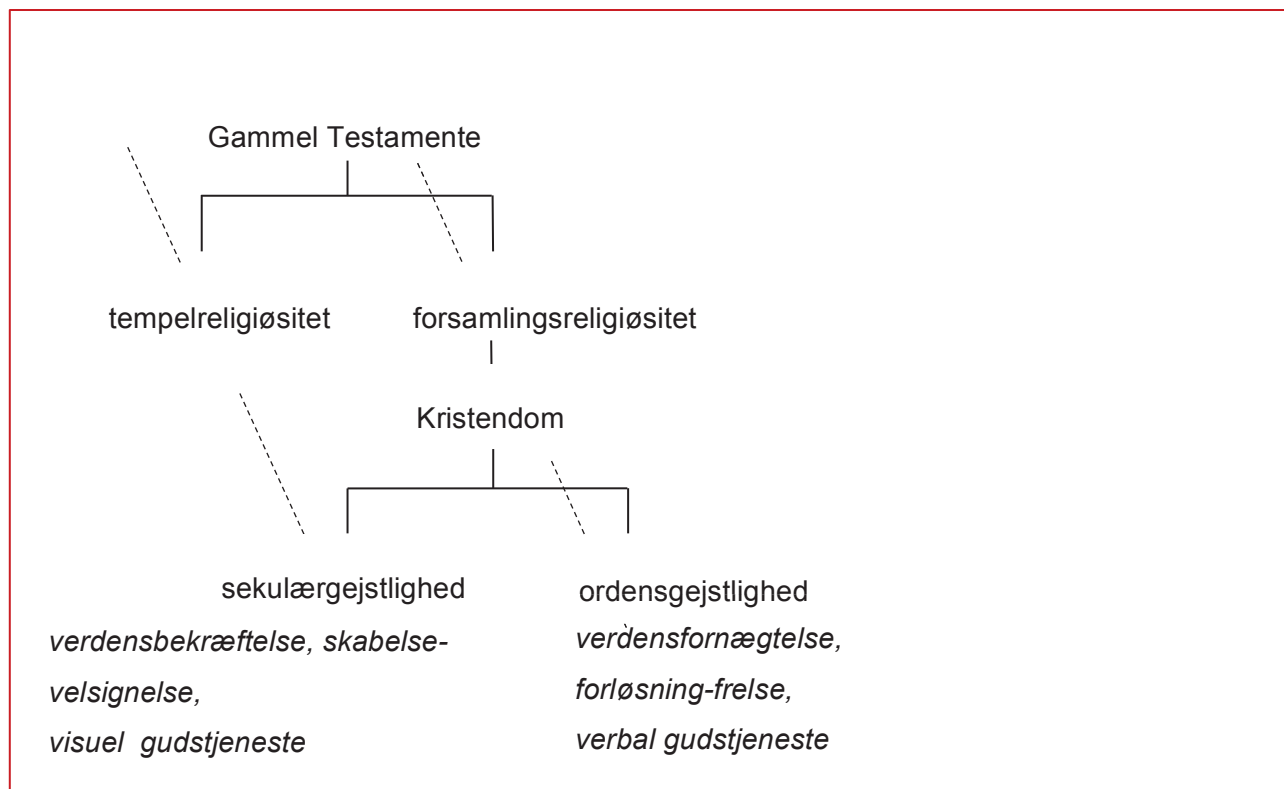 Gammel Testamente
tempelreligiøsitet
forsamlingsreligiøsitet
Kristendom
sekulærgejstlighed
verdensbekræftelse, skabelse-
velsignelse,
visuel gudstjeneste
ordensgejstlighed
verdensfornægtelse,
forløsning-frelse,
verbal gudstjeneste